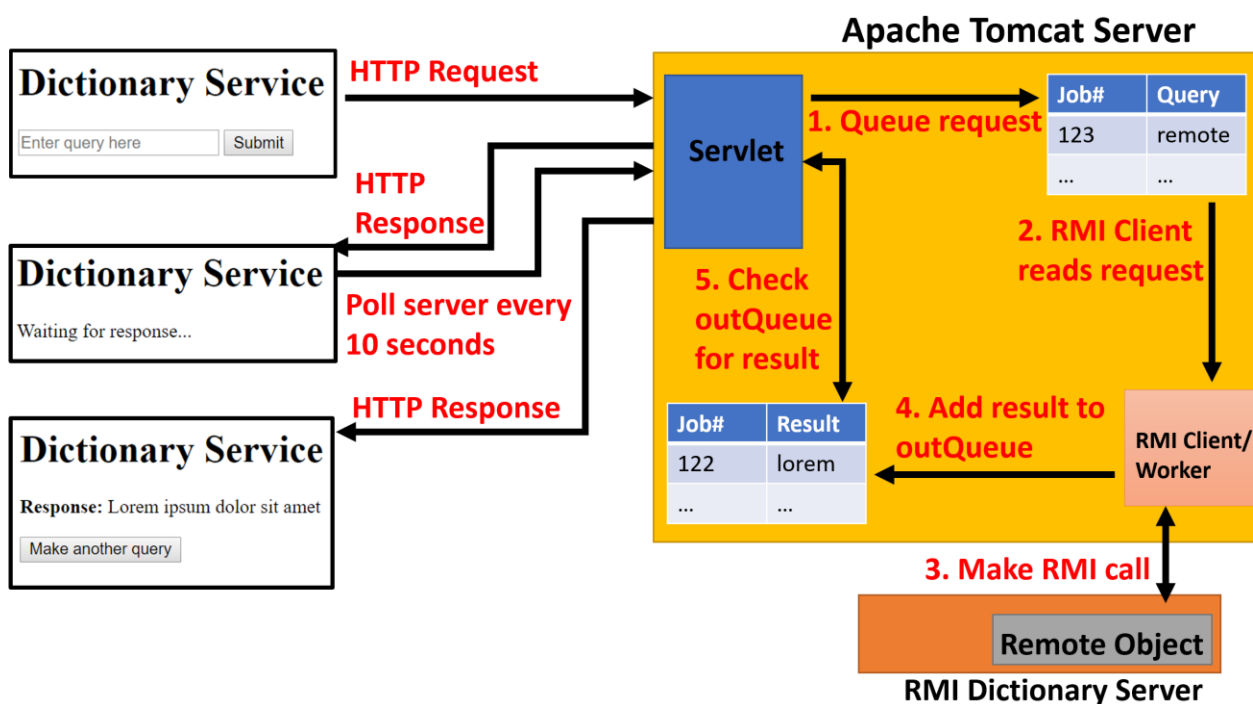 Apache Tomcat Server
Dictionary Service
Enter query here
Submit
HTTP Request
Servlet
1. Queue request
Job# Query
123 remote
... ...
HTTP
Response
Dictionary Service
Waiting for response...
Poll server every
10 seconds
2. RMI Client
reads request
5. Check
outQueue
for result
HTTP Response
Dictionary Service
Response: Lorem ipsum dolor sit amet
Make another query
Job# Result
122 lorem
... ...
4. Add result to
outQueue
RMI Client/
Worker
3. Make RMI call
Remote Object
RMI Dictionary Server